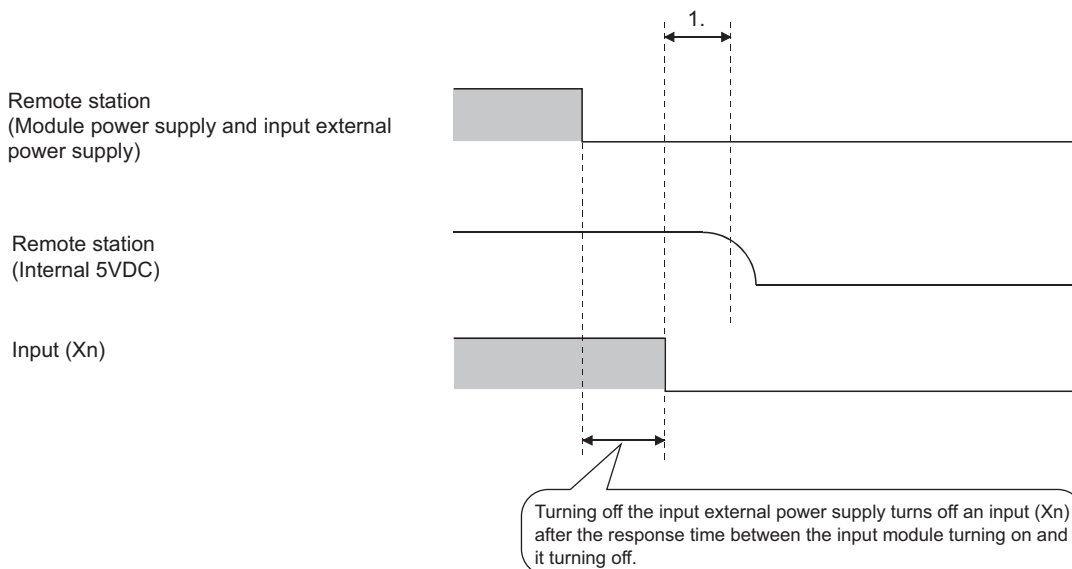 1.
Remote station
(Module power supply and input external
power supply)
Remote station
(Internal 5VDC)
Input (Xn)
Turning off the input external power supply turns off an input (Xn)
after the response time between the input module turning on and
it turning off.